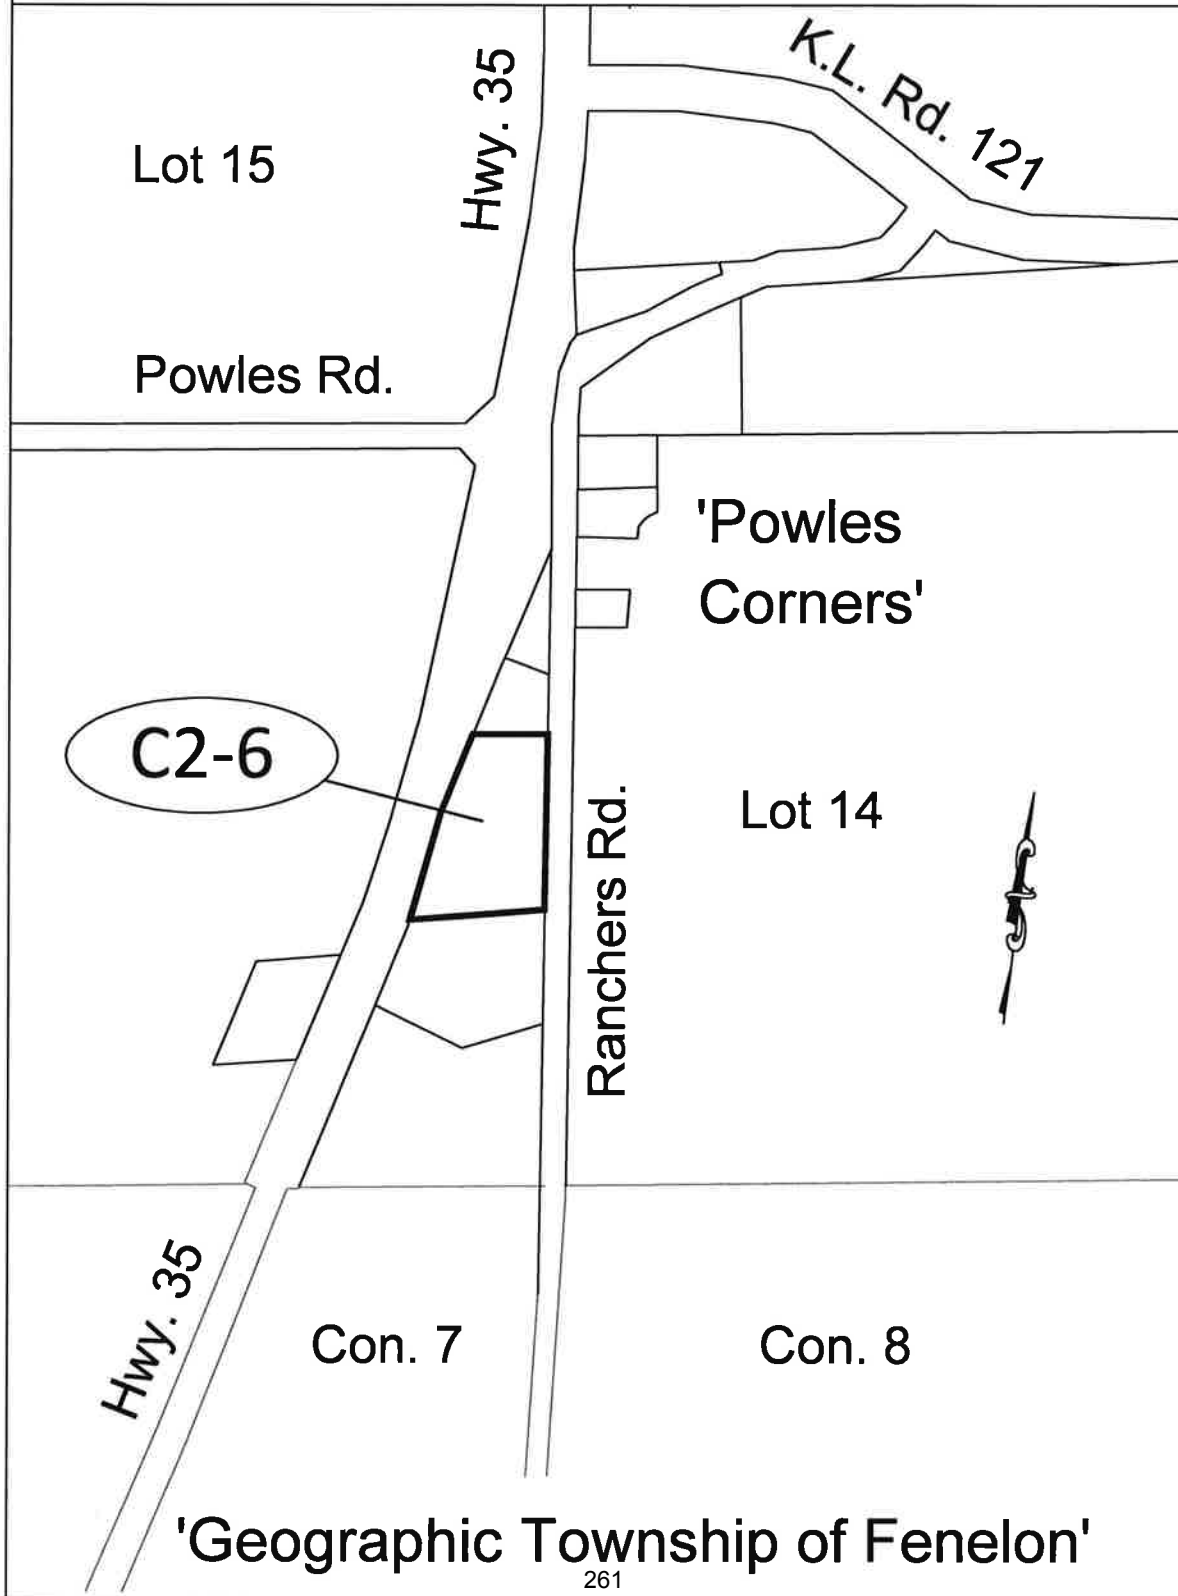 K.L. Rd. 121
Hwy. 35
Lot 15
Powles Rd.
'Powles
Corners'
C2-6
Lot 14
Ranchers Rd.
Hwy. 35
Con. 7
Con. 8
'Geographic Township of Fenelon'
261